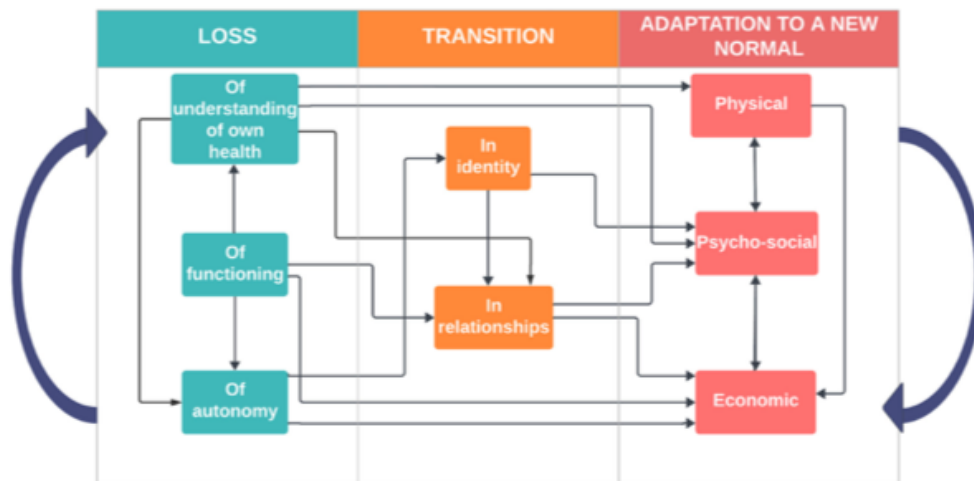 LOSS
TRANSITION
ADAPTATION TO A NEW
NORMAL
Of
understanding
of own
health
Physical
In
identity
Of
functioning
Psycho-social
In
relationships
Of
autonomy
Economic